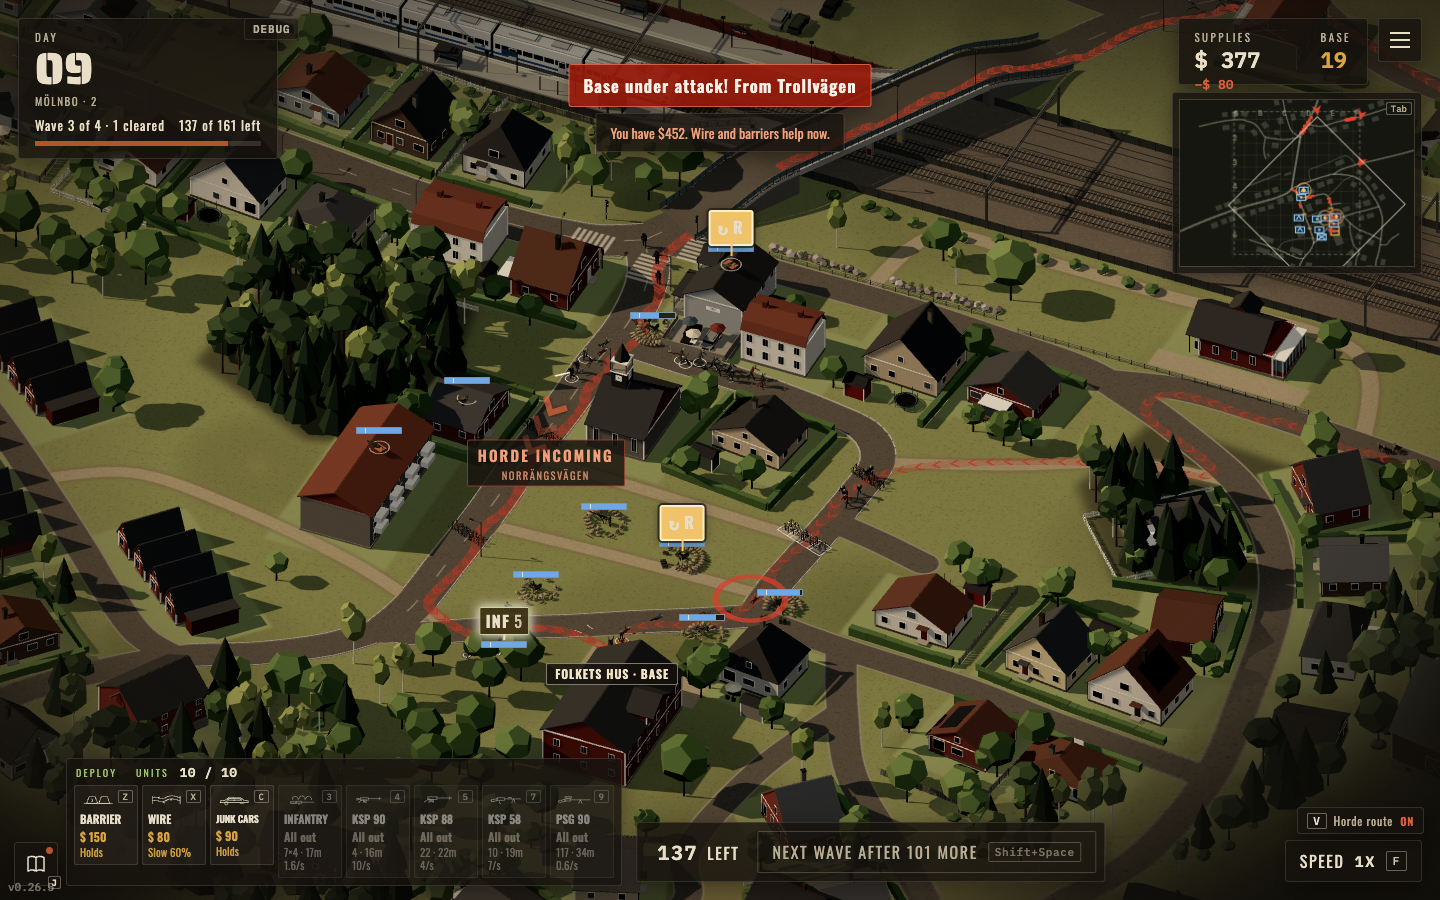 DEBUG
DAY
09
MÖLNBO · 2
Wave 3 of 4 · 1 cleared 137 of 161 left
Base under attack! From Trollvägen
You have $452. Wire and barriers help now.
SUPPLIES BASE
$ 377 19
−$ 80
Tab
R
HORDE INCOMING
NORRÄNGSVÄGEN
R
INF 5
FOLKETS HUS · BASE
DEPLOY UNITS 10 / 10
Z X C 3 4 5 7 9
BARRIER WIRE JUNK CARS INFANTRY KSP 90 KSP 88 KSP 58 PSG 90
$ 150 $ 80 $ 90 All out All out All out All out All out
Holds Slow 60% Holds 7×4 · 17m 4 · 16m 22 · 22m 10 · 19m 117 · 34m
1.6/s 10/s 4/s 7/s 0.6/s
137 LEFT NEXT WAVE AFTER 101 MORE Shift+Space
V Horde route ON
SPEED 1X F
J